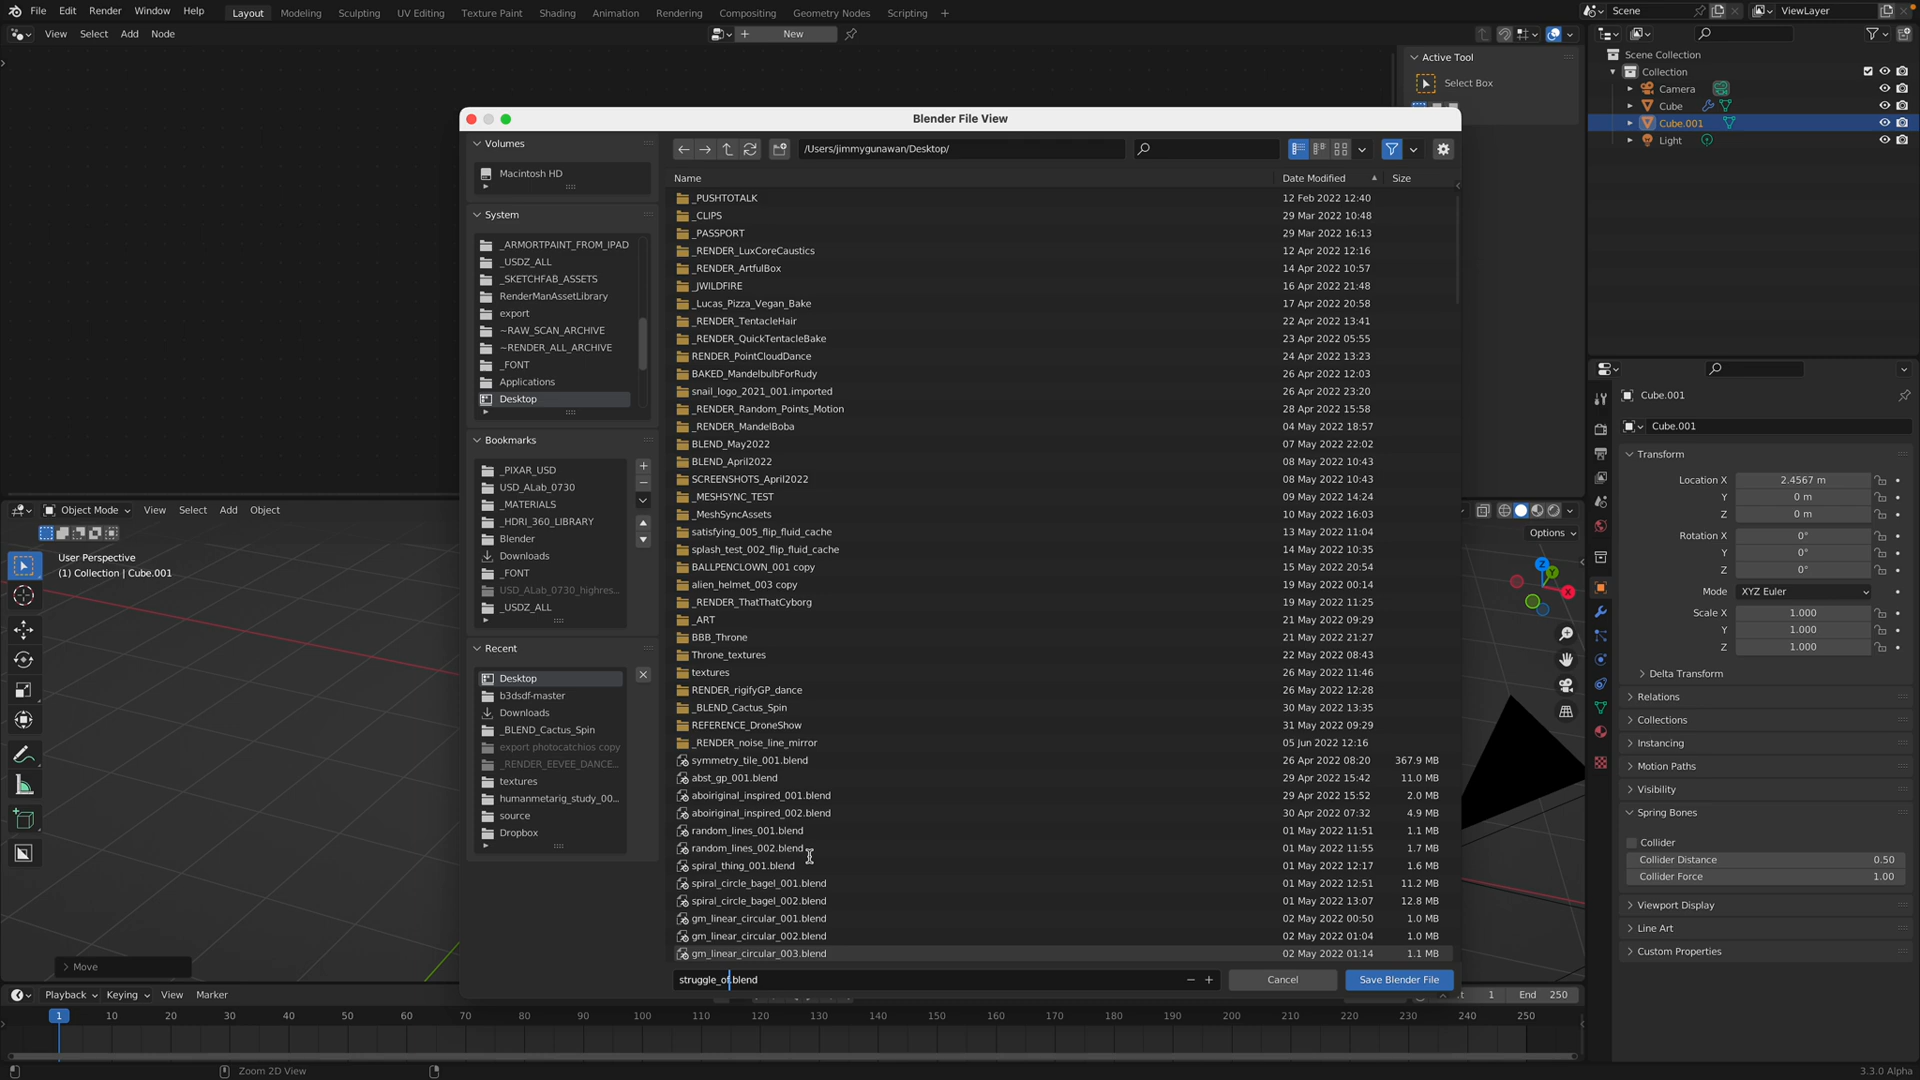 File Edit Render Window Help Layout Modeling Sculpting UV Editing Texture Paint Shading Animation Rendering Compositing Geometry Nodes Scripting + Scene ViewLayer
View Select Add Node + New
Active Tool
Select Box
Scene Collection
Collection
Camera
Cube
Cube.001
Light
Blender File View
Volumes
Macintosh HD
System
_ARMORTPAINT_FROM_IPAD
_USDZ_ALL
_SKETCHFAB_ASSETS
RenderManAssetLibrary
export
~RAW_SCAN_ARCHIVE
~RENDER_ALL_ARCHIVE
_FONT
Applications
Desktop
Bookmarks
_PIXAR_USD
USD_ALab_0730
_MATERIALS
_HDRI_360_LIBRARY
Blender
Downloads
_FONT
USD_ALab_0730_highres...
_USDZ_ALL
Recent
Desktop
b3dsdf-master
Downloads
_BLEND_Cactus_Spin
export photocatchios copy
_RENDER_EEVEE_DANCE...
textures
humanmetarig_study_00...
source
Dropbox
/Users/jimmygunawan/Desktop/
Name Date Modified Size
_PUSHTOTALK 12 Feb 2022 12:40
_CLIPS 29 Mar 2022 10:48
_PASSPORT 29 Mar 2022 16:13
_RENDER_LuxCoreCaustics 12 Apr 2022 12:16
_RENDER_ArtfulBox 14 Apr 2022 10:57
_JWILDFIRE 16 Apr 2022 21:48
_Lucas_Pizza_Vegan_Bake 17 Apr 2022 20:58
_RENDER_TentacleHair 22 Apr 2022 13:41
_RENDER_QuickTentacleBake 23 Apr 2022 05:55
RENDER_PointCloudDance 24 Apr 2022 13:23
BAKED_MandelbulbForRudy 26 Apr 2022 12:03
snail_logo_2021_001.imported 26 Apr 2022 23:20
_RENDER_Random_Points_Motion 28 Apr 2022 15:58
_RENDER_MandelBoba 04 May 2022 18:57
BLEND_May2022 07 May 2022 22:02
BLEND_April2022 08 May 2022 10:43
SCREENSHOTS_April2022 08 May 2022 10:43
_MESHSYNC_TEST 09 May 2022 14:24
_MeshSyncAssets 10 May 2022 16:03
satisfying_005_flip_fluid_cache 13 May 2022 11:04
splash_test_002_flip_fluid_cache 14 May 2022 10:35
BALLPENCLOWN_001 copy 15 May 2022 20:54
alien_helmet_003 copy 19 May 2022 00:14
_RENDER_ThatThatCyborg 19 May 2022 11:25
_ART 21 May 2022 09:29
BBB_Throne 21 May 2022 21:27
Throne_textures 22 May 2022 08:43
textures 26 May 2022 11:46
RENDER_rigifyGP_dance 26 May 2022 12:28
_BLEND_Cactus_Spin 30 May 2022 13:35
REFERENCE_DroneShow 31 May 2022 09:29
_RENDER_noise_line_mirror 05 Jun 2022 12:16
symmetry_tile_001.blend 26 Apr 2022 08:20 367.9 MB
abst_gp_001.blend 29 Apr 2022 15:42 11.0 MB
aboiriginal_inspired_001.blend 29 Apr 2022 15:52 2.0 MB
aboiriginal_inspired_002.blend 30 Apr 2022 07:32 4.9 MB
random_lines_001.blend 01 May 2022 11:51 1.1 MB
random_lines_002.blend 01 May 2022 11:55 1.7 MB
spiral_thing_001.blend 01 May 2022 12:17 1.6 MB
spiral_circle_bagel_001.blend 01 May 2022 12:51 11.2 MB
spiral_circle_bagel_002.blend 01 May 2022 13:07 12.8 MB
gm_linear_circular_001.blend 02 May 2022 00:50 1.0 MB
gm_linear_circular_002.blend 02 May 2022 01:04 1.0 MB
gm_linear_circular_003.blend 02 May 2022 01:14 1.1 MB
struggle_of.blend − + Cancel Save Blender File
Object Mode View Select Add Object
User Perspective
(1) Collection | Cube.001
Move
Options
Z
Y
X
Cube.001
Cube.001
Transform
Location X 2.4567 m
Y 0 m
Z 0 m
Rotation X 0°
Y 0°
Z 0°
Mode XYZ Euler
Scale X 1.000
Y 1.000
Z 1.000
Delta Transform
Relations
Collections
Instancing
Motion Paths
Visibility
Spring Bones
Collider
Collider Distance 0.50
Collider Force 1.00
Viewport Display
Line Art
Custom Properties
Playback Keying View Marker 1 End 250
1 10 20 30 40 50 60 70 80 90 100 110 120 130 140 150 160 170 180 190 200 210 220 230 240 250
Zoom 2D View 3.3.0 Alpha